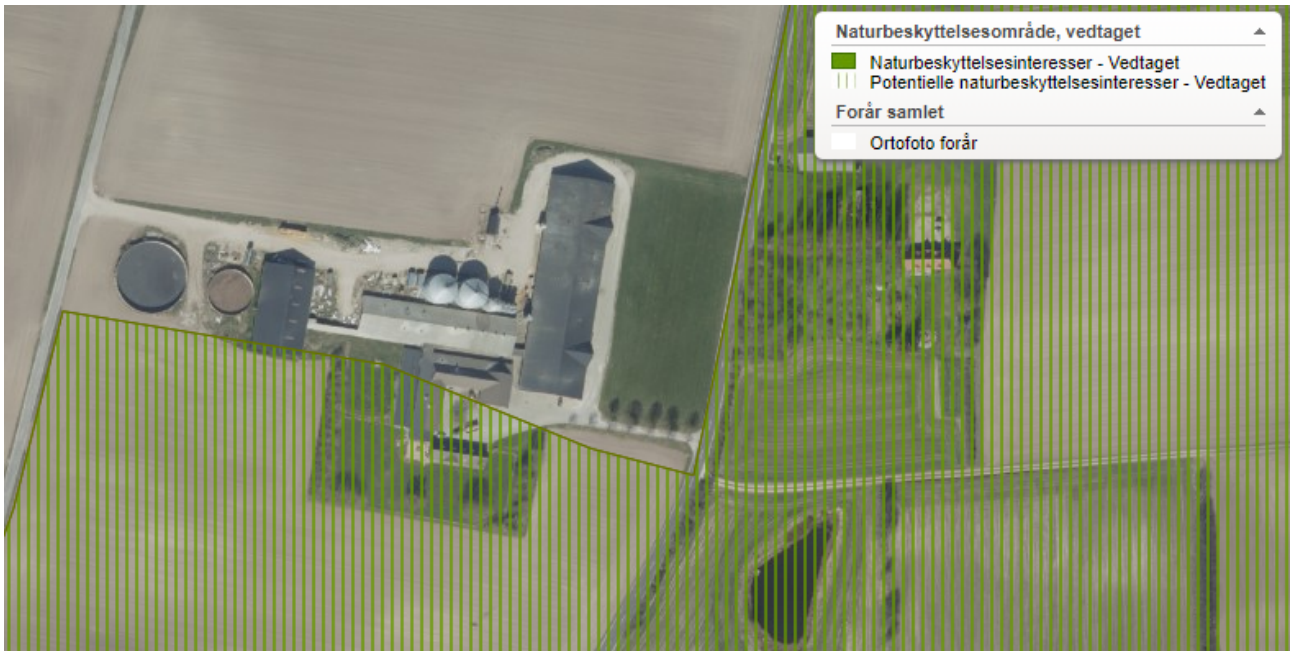 Naturbeskyttelsesområde, vedtaget
Naturbeskyttelsesinteresser - Vedtaget
Potentielle naturbeskyttelsesinteresser - Vedtaget
Forår samlet
Ortofoto forår